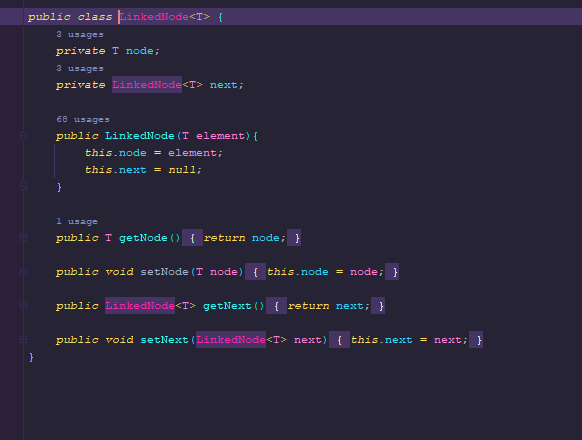 public class LinkedNode<T> {
3 usages
private T node;
3 usages
private LinkedNode<T> next;
68 usages
public LinkedNode(T element){
this.node = element;
this.next = null;
}
1 usage
public T getNode() { return node; }
public void setNode(T node) { this.node = node; }
public LinkedNode<T> getNext() { return next; }
public void setNext(LinkedNode<T> next) { this.next = next; }
}